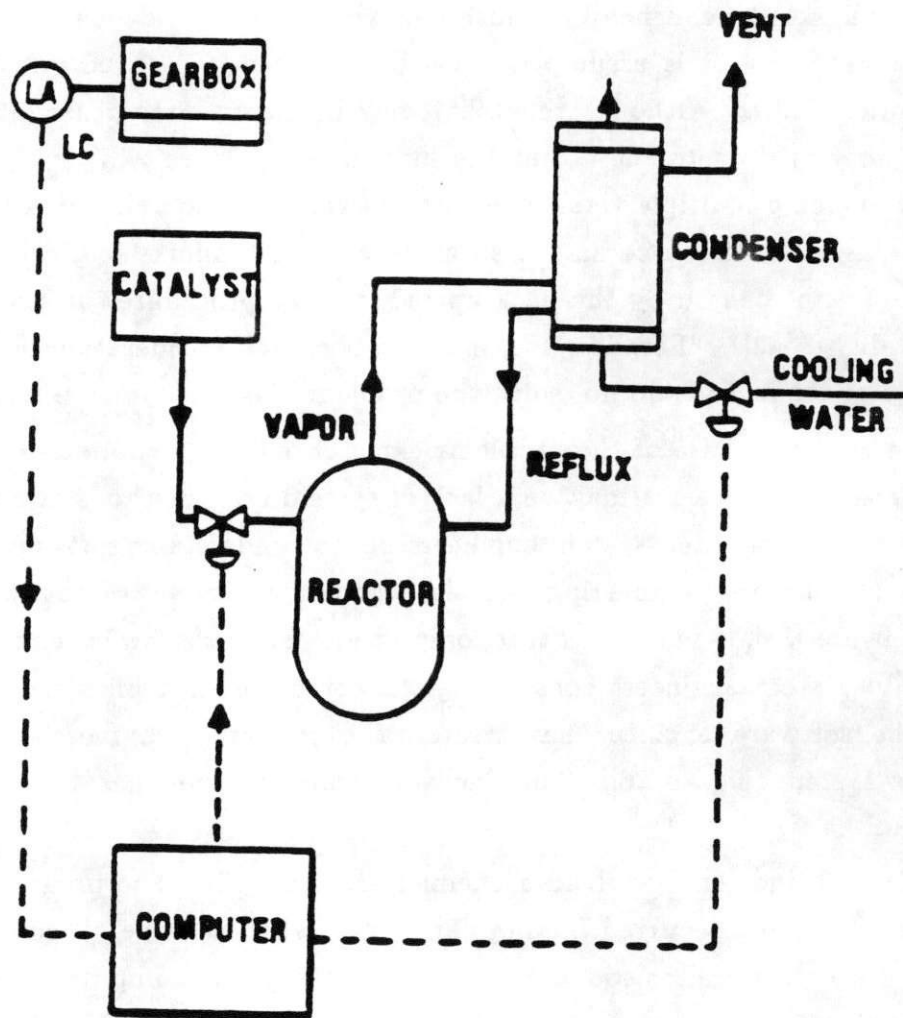 VENT
GEARBOX
LA
LC
CONDENSER
CATALYST
COOLING
WATER
VAPOR
REFLUX
REACTOR
COMPUTER